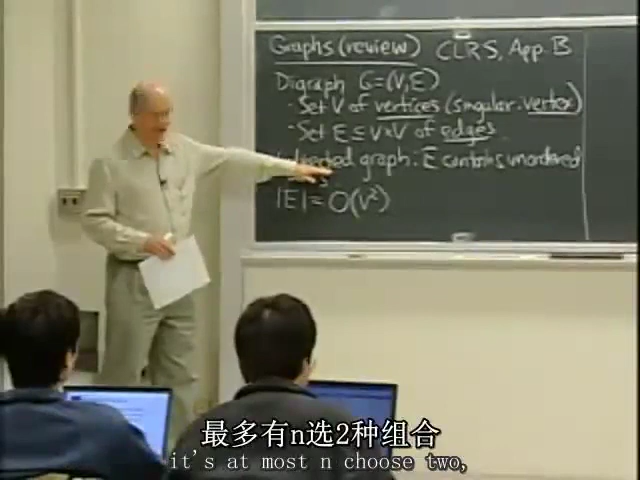 Graphs (review) CLRS, App. B
Digraph G=(V,E)
· Set V of vertices (singular: vertex)
· Set E ⊆ V×V of edges
graph: E contains unordered
|E| = O(V²)
最多有n选2种组合
it's at most n choose two,